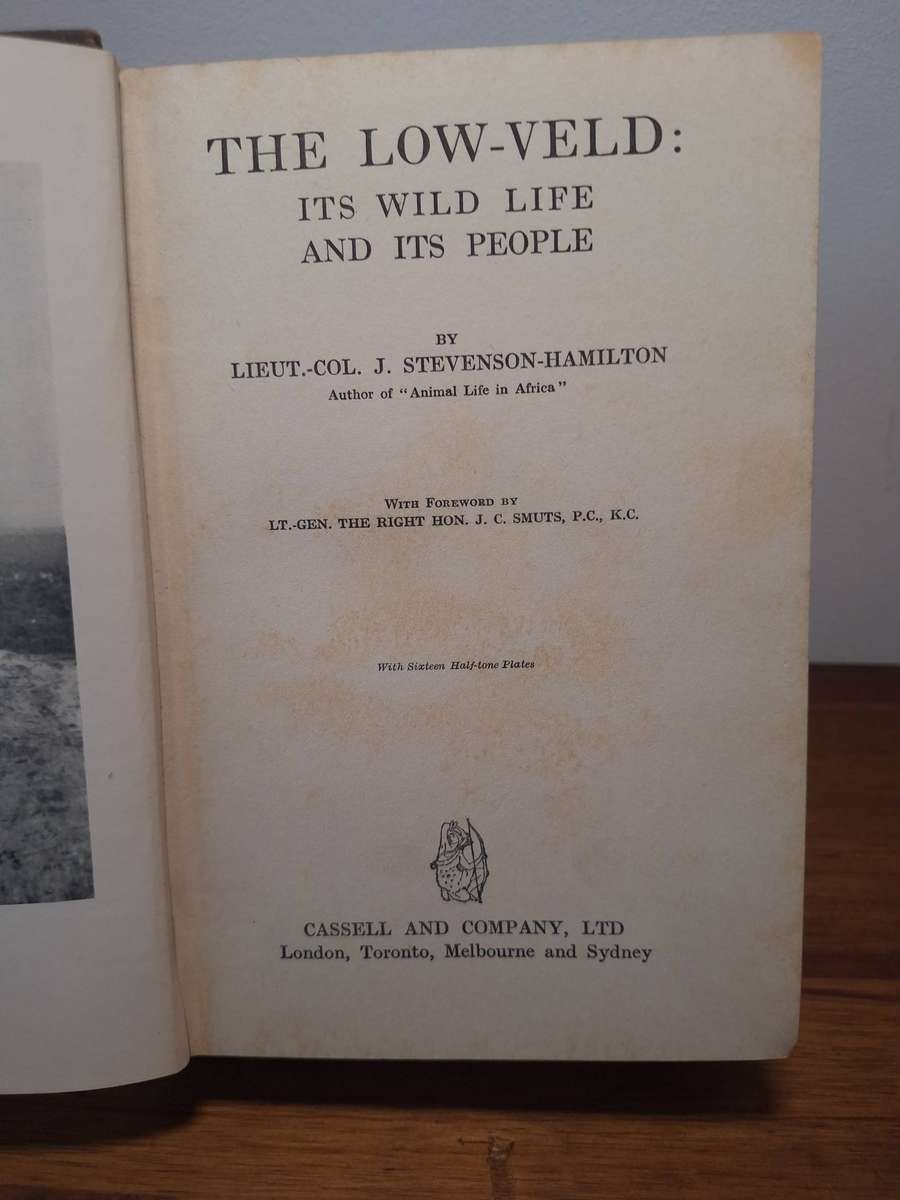 THE LOW-VELD:
ITS WILD LIFE
AND ITS PEOPLE
BY
LIEUT.-COL. J. STEVENSON-HAMILTON
Author of "Animal Life in Africa"
WITH FOREWORD BY
LT.-GEN. THE RIGHT HON. J. C. SMUTS, P.C., K.C.
With Sixteen Half-tone Plates
CASSELL AND COMPANY, LTD
London, Toronto, Melbourne and Sydney